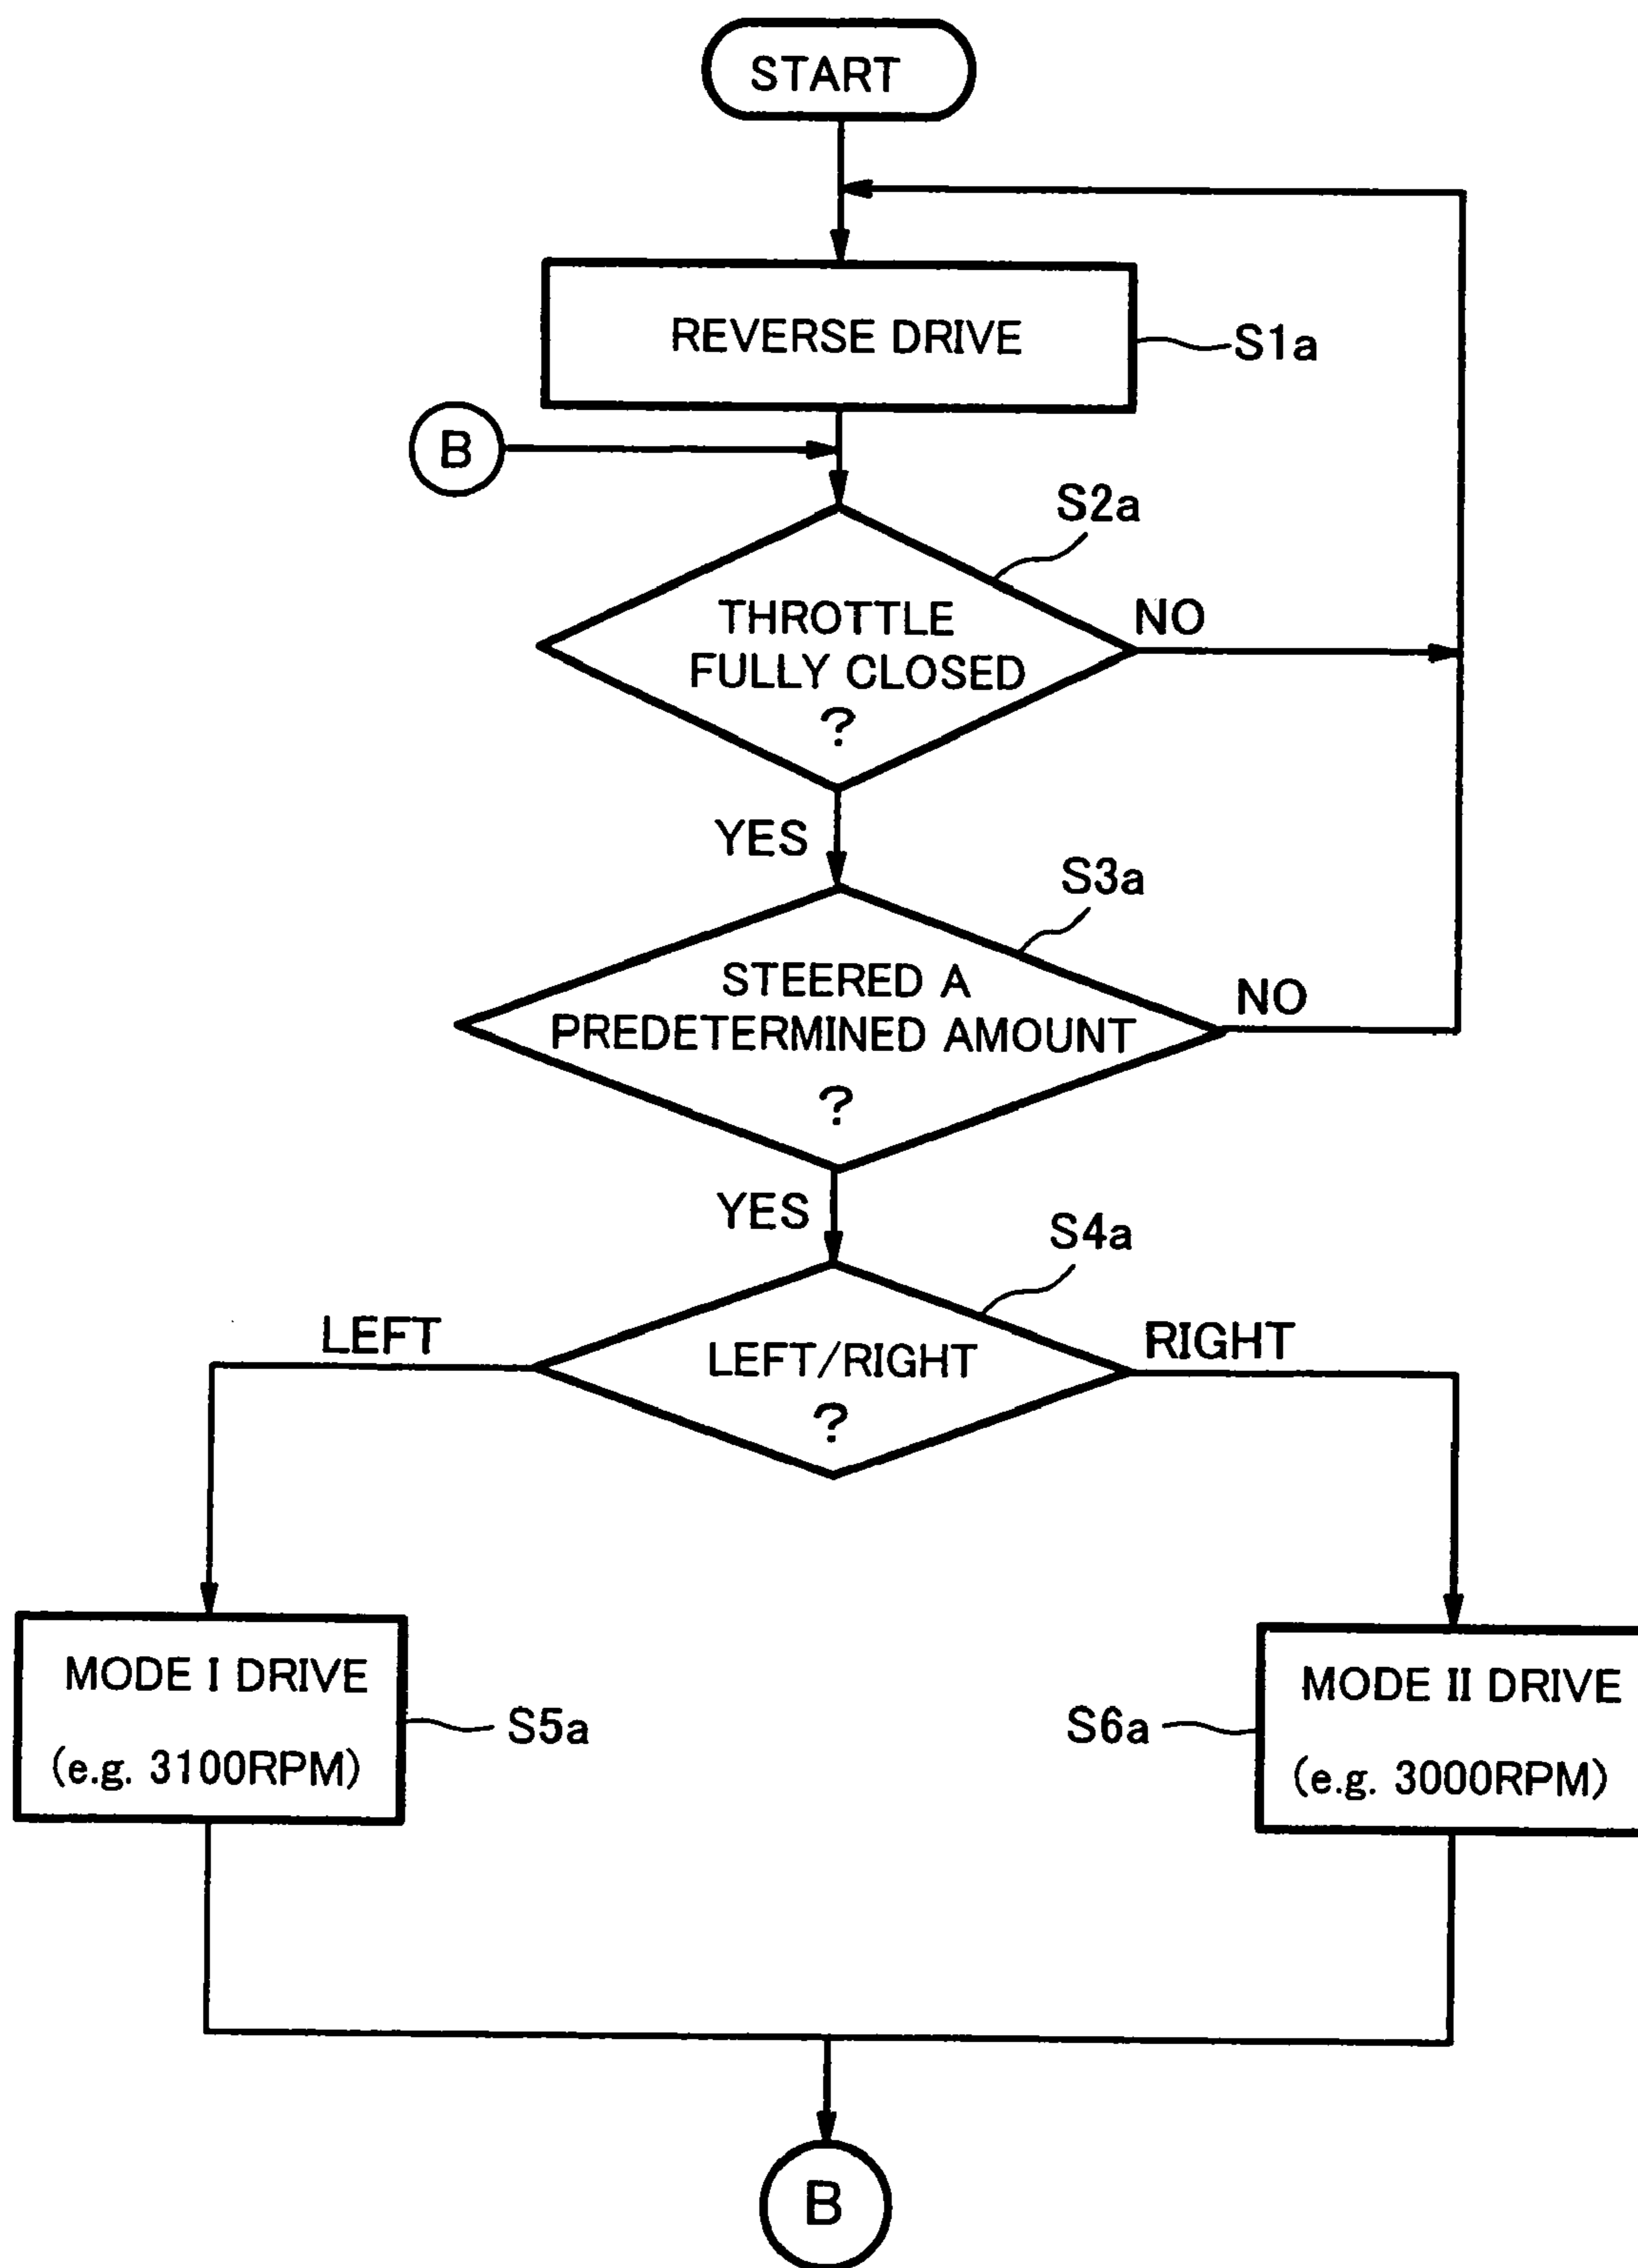 START
REVERSE DRIVE
S1a
B
S2a
THROTTLE
FULLY CLOSED
?
NO
YES
S3a
STEERED A
PREDETERMINED AMOUNT
?
NO
YES
S4a
LEFT
LEFT/RIGHT
?
RIGHT
MODE I DRIVE
(e.g. 3100RPM)
S5a
S6a
MODE II DRIVE
(e.g. 3000RPM)
B